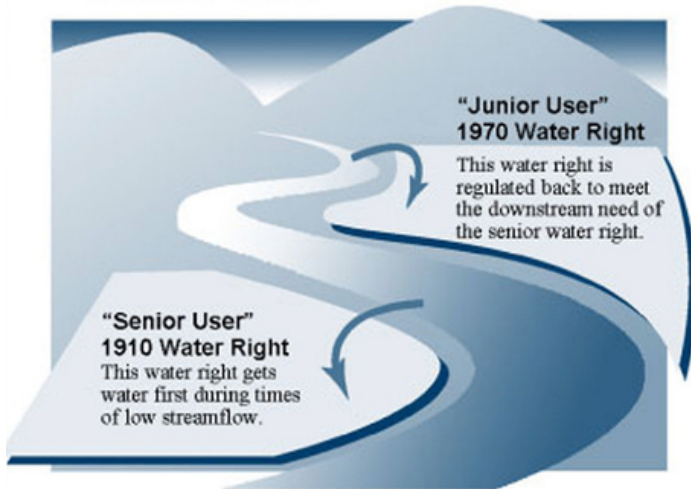 “Junior User”
1970 Water Right
This water right is
regulated back to meet
the downstream need of
the senior water right.
“Senior User”
1910 Water Right
This water right gets
water first during times
of low streamflow.